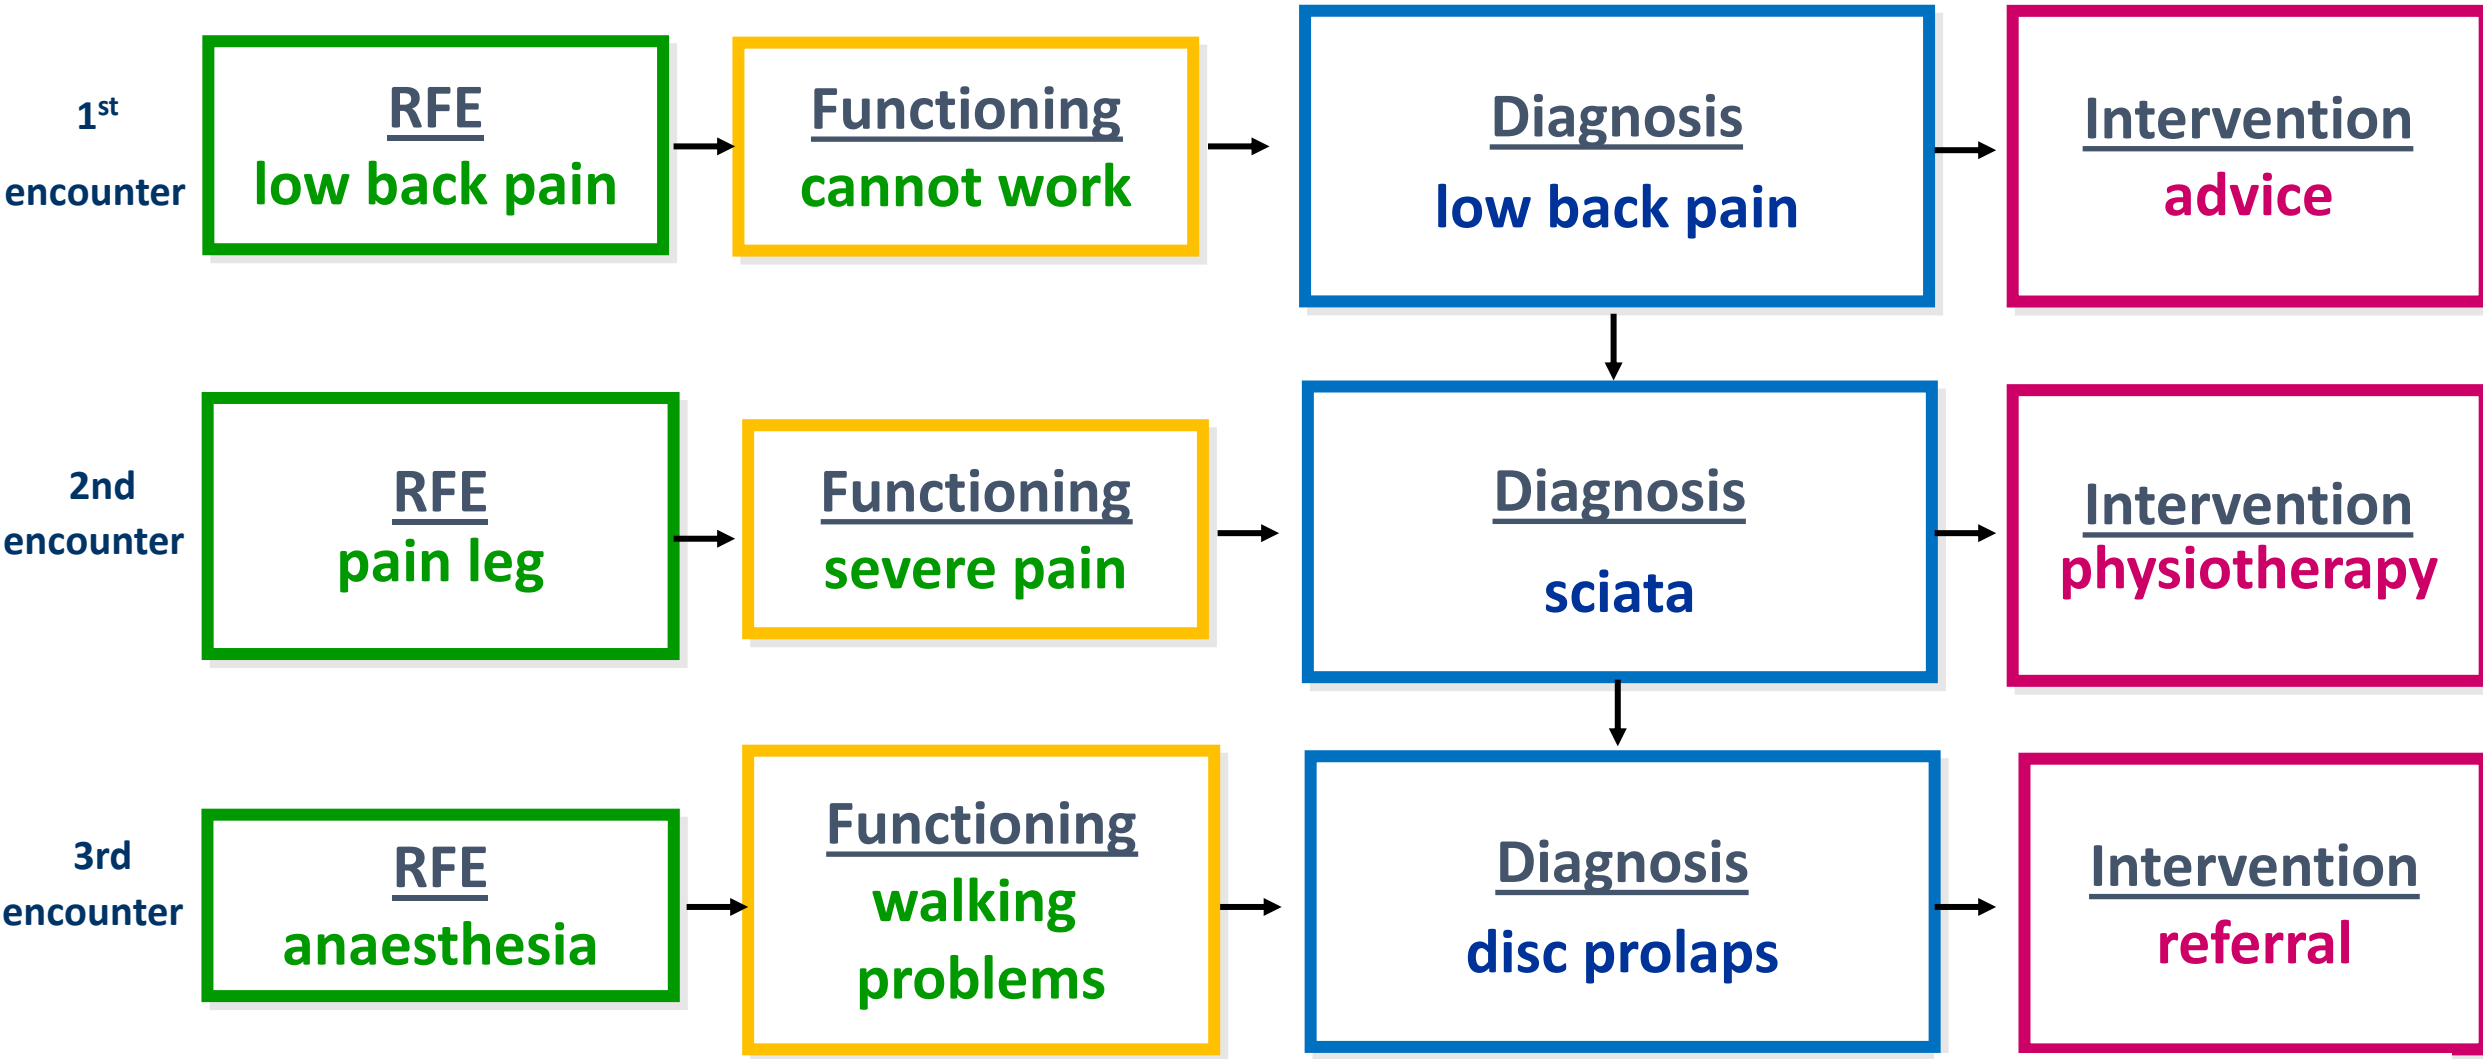 1st
encounter
RFE
low back pain
Functioning
cannot work
Diagnosis
low back pain
Intervention
advice
2nd
encounter
RFE
pain leg
Functioning
severe pain
Diagnosis
sciata
Intervention
physiotherapy
3rd
encounter
RFE
anaesthesia
Functioning
walking
problems
Diagnosis
disc prolaps
Intervention
referral